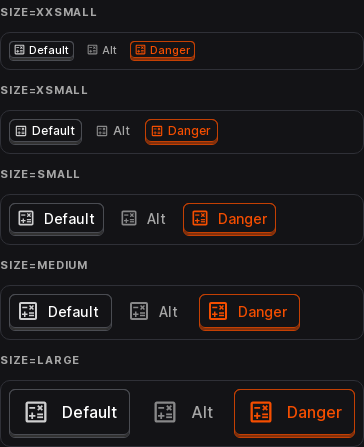 SIZE=XXSMALL
Default Alt Danger
SIZE=XSMALL
Default Alt Danger
SIZE=SMALL
Default Alt Danger
SIZE=MEDIUM
Default Alt Danger
SIZE=LARGE
Default Alt Danger